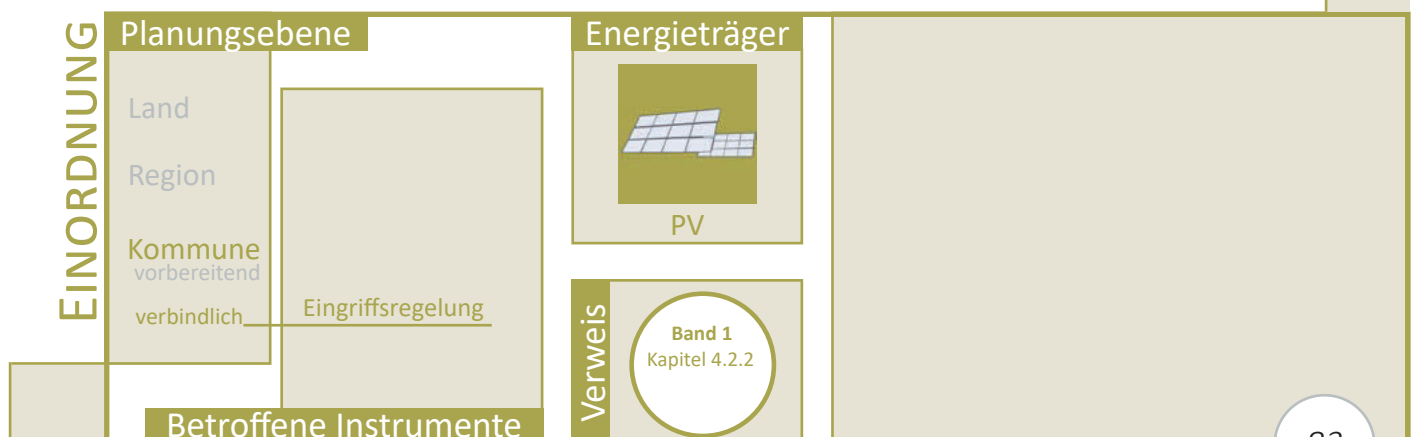 EINORDNUNG
Planungsebene
Land
Region
Kommune
vorbereitend
verbindlich
Eingriffsregelung
Betroffene Instrumente
Energieträger
PV
Verweis
Band 1
Kapitel 4.2.2